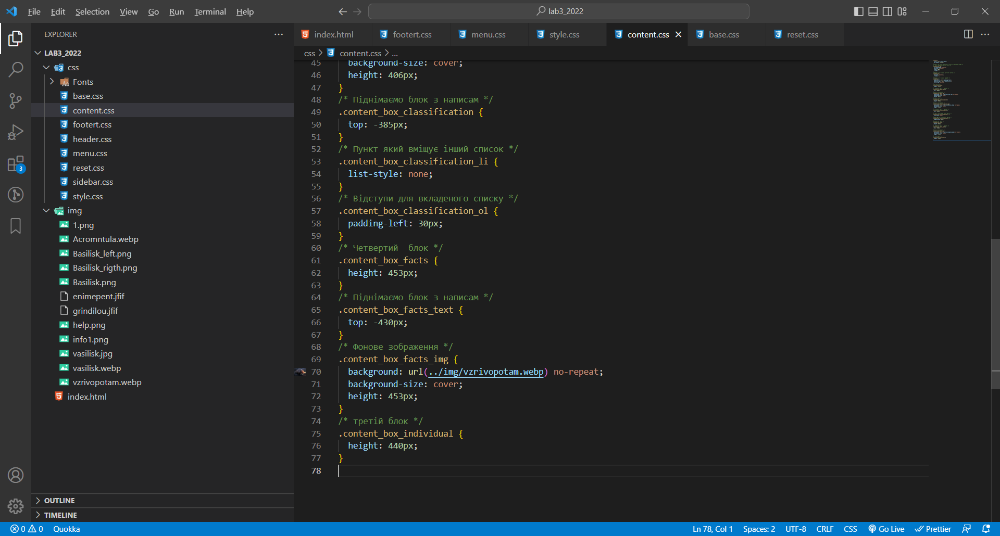 File Edit Selection View Go Run Terminal Help
lab3_2022
EXPLORER
LAB3_2022
css
Fonts
base.css
content.css
footert.css
header.css
menu.css
reset.css
sidebar.css
style.css
img
1.png
Acromntula.webp
Basilisk_left.png
Basilisk_rigth.png
Basilisk.png
enimepent.jfif
grindilou.jfif
help.png
info1.png
vasilisk.jpg
vasilisk.webp
vzrivopotam.webp
index.html
OUTLINE
TIMELINE
3
index.html footert.css menu.css style.css content.css base.css reset.css
css > content.css > ...
45 background-size: cover;
46 height: 406px;
47 }
48 /* Піднімаємо блок з написам */
49 .content_box_classification {
50 top: -385px;
51 }
52 /* Пункт який вміщує інший список */
53 .content_box_classification_li {
54 list-style: none;
55 }
56 /* Відступи для вкладеного списку */
57 .content_box_classification_ol {
58 padding-left: 30px;
59 }
60 /* Четвертий  блок */
61 .content_box_facts {
62 height: 453px;
63 }
64 /* Піднімаємо блок з написам */
65 .content_box_facts_text {
66 top: -430px;
67 }
68 /* Фонове зображення */
69 .content_box_facts_img {
70 background: url(../img/vzrivopotam.webp) no-repeat;
71 background-size: cover;
72 height: 453px;
73 }
74 /* третій блок */
75 .content_box_individual {
76 height: 440px;
77 }
78
0 0 Quokka Ln 78, Col 1 Spaces: 2 UTF-8 CRLF CSS Go Live Prettier